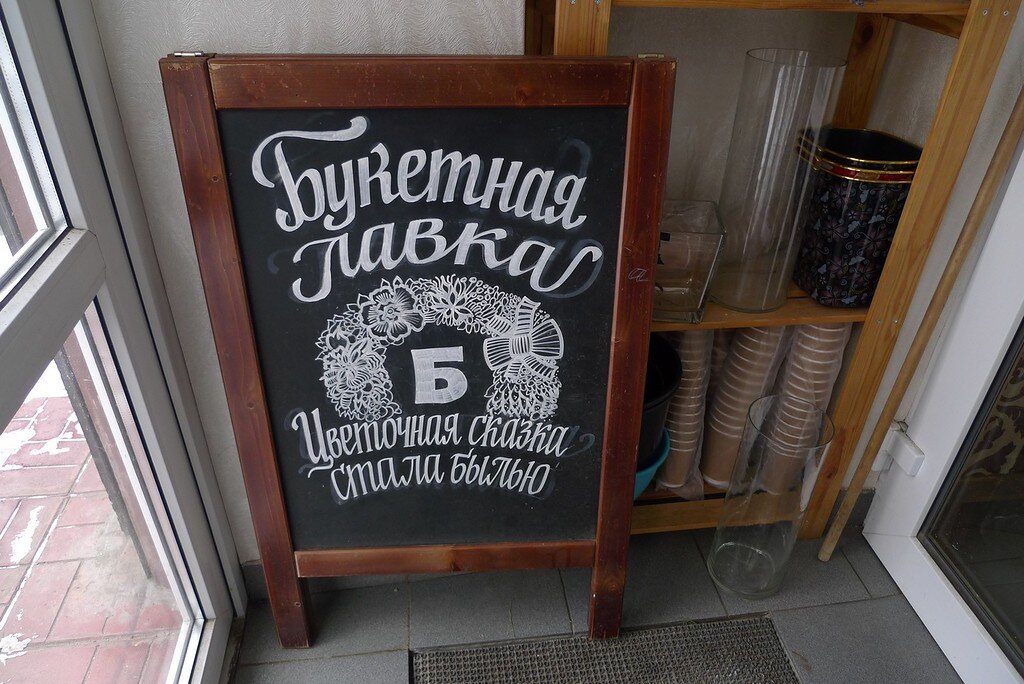 Букетная
лавка
Б
Цветочная сказка
стала былью